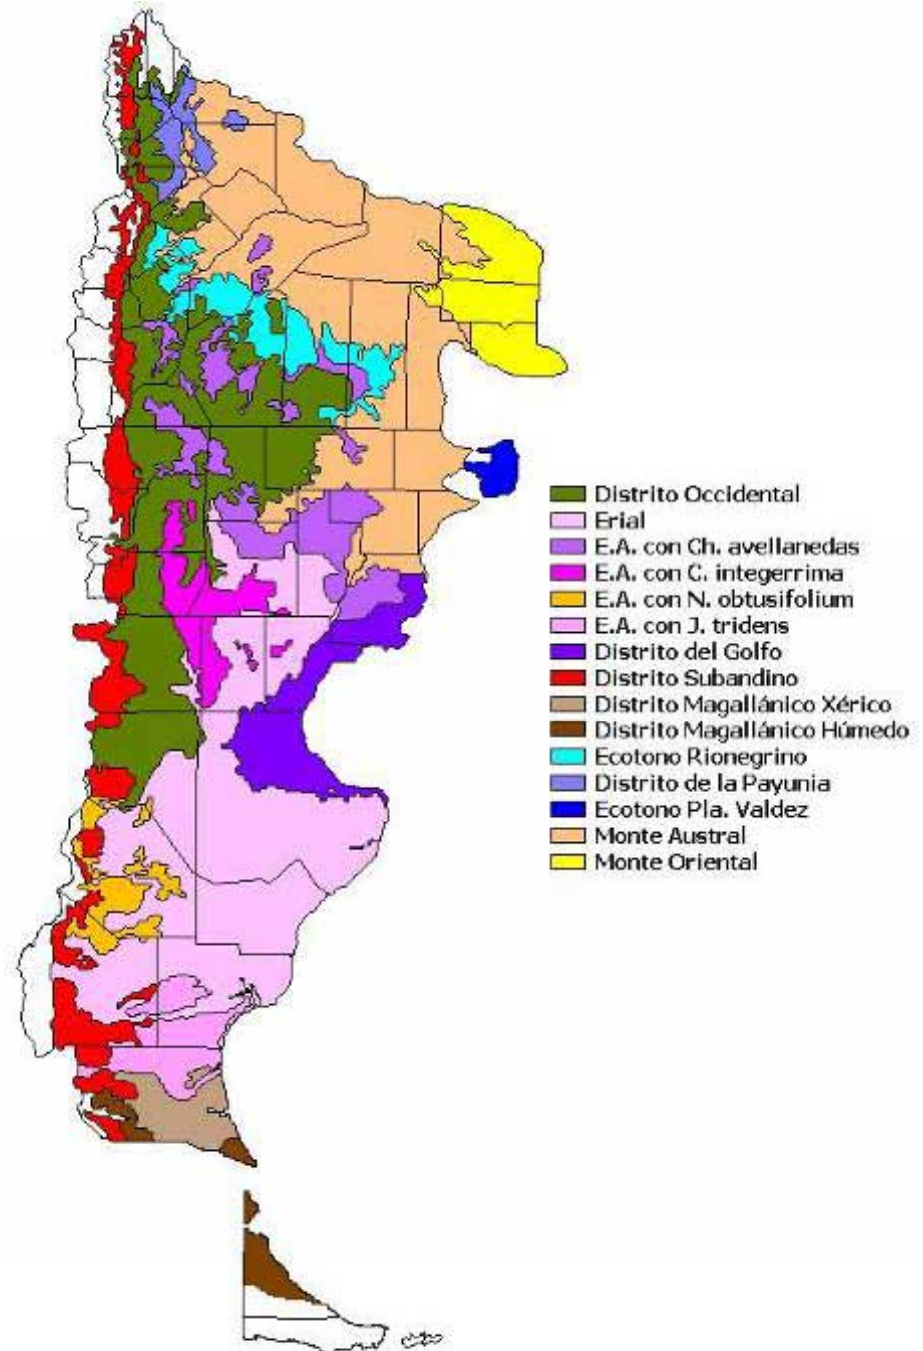 Distrito Occidental
Erial
E.A. con Ch. avellanedas
E.A. con C. integerrima
E.A. con N. obtusifolium
E.A. con J. tridens
Distrito del Golfo
Distrito Subandino
Distrito Magallánico Xérico
Distrito Magallánico Húmedo
Ecotono Rionegrino
Distrito de la Payunia
Ecotono Pla. Valdez
Monte Austral
Monte Oriental